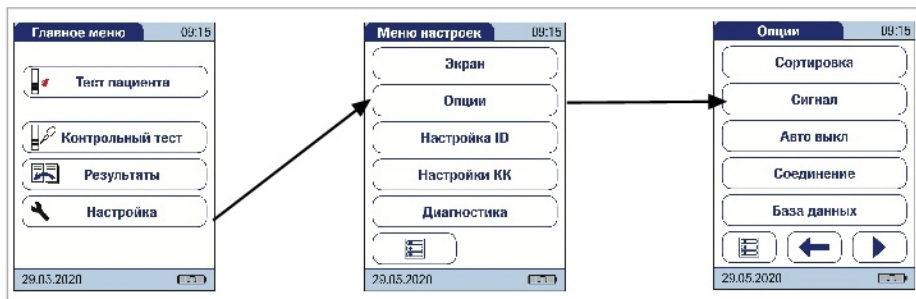 Главное меню 09:15
Тест пациента
Контрольный тест
Результаты
Настройка
29.05.2020
Меню настроек 09:15
Экран
Опции
Настройка ID
Настройки КК
Диагностика
29.05.2020
Опции 09:15
Сортировка
Сигнал
Авто выкл
Соединение
База данных
29.05.2020